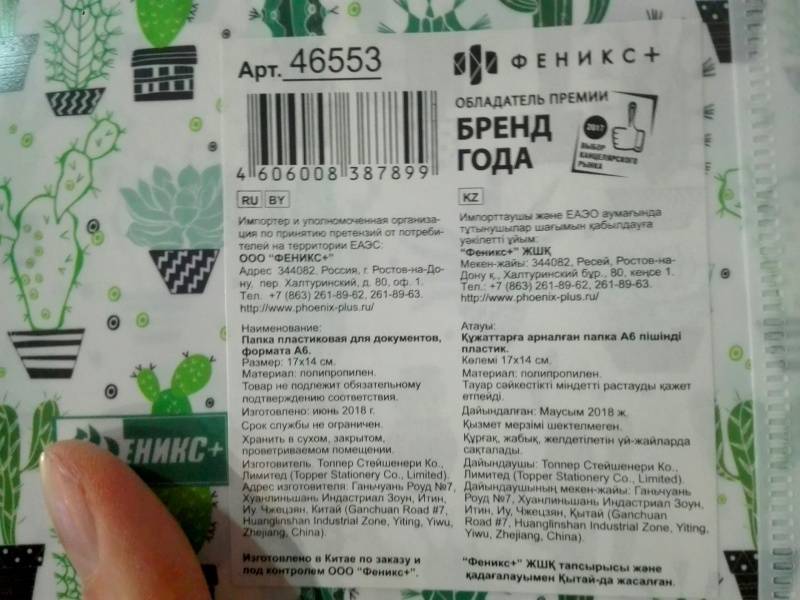 Арт. 46553
ФЕНИКС+
ОБЛАДАТЕЛЬ ПРЕМИИ
БРЕНД
ГОДА
2017
ВЫБОР
КАНЦЕЛЯРСКОГО
РЫНКА
4 606008 387899
RU BY
Импортер и уполномоченная организа-
ция по принятию претензий от потреби-
телей на территории ЕАЭС:
ООО "ФЕНИКС+"
Адрес 344082, Россия, г. Ростов-на-До-
ну, пер. Халтуринский, д. 80, оф. 1.
Тел. +7 (863) 261-89-62, 261-89-63.
http://www.phoenix-plus.ru/
Наименование:
Папка пластиковая для документов,
формата А6.
Размер: 17х14 см.
Материал: полипропилен.
Товар не подлежит обязательному
подтверждению соответствия.
Изготовлено: июнь 2018 г.
Срок службы не ограничен.
Хранить в сухом, закрытом,
проветриваемом помещении.
Изготовитель: Топпер Стейшенери Ко.,
Лимитед (Topper Stationery Co., Limited).
Адрес изготовителя: Ганьчуань Роуд №7,
Хуанлиньшань Индастриал Зоун, Итин,
Иу, Чжецзян, Китай (Ganchuan Road #7,
Huanglinshan Industrial Zone, Yiting, Yiwu,
Zhejiang, China).
Изготовлено в Китае по заказу и
под контролем ООО "Феникс+".
KZ
Импорттаушы және ЕАЭО аумағында
тұтынушылар шағымын қабылдауға
уәкілетті ұйым:
"Феникс+" ЖШҚ
Мекен-жайы: 344082, Ресей, Ростов-на-
Дону қ., Халтуринский бұр., 80, кеңсе 1.
Тел.: +7 (863) 261-89-62, 261-89-63.
http://www.phoenix-plus.ru/
Атауы:
Құжаттарға арналған папка А6 пішінді
пластик.
Көлемі 17х14 см.
Материал: полипропилен.
Тауар сәйкестікті міндетті растауды қажет
етпейді.
Дайындалған: Маусым 2018 ж.
Қызмет мерзімі шектелмеген.
Құрғақ, жабық, желдетілетін үй-жайларда
сақталады.
Дайындаушы: Топпер Стейшенери Ко.,
Лимитед (Topper Stationery Co., Limited).
Дайындаушының мекен-жайы: Ганьчуань
Роуд №7, Хуанлиньшань Индастриал Зоун,
Итин, Иу, Чжецзян, Қытай (Ganchuan
Road #7, Huanglinshan Industrial Zone, Yiting,
Yiwu, Zhejiang, China).
"Феникс+" ЖШҚ тапсырысы және
қадағалауымен Қытай-да жасалған.
ЕНИКС+